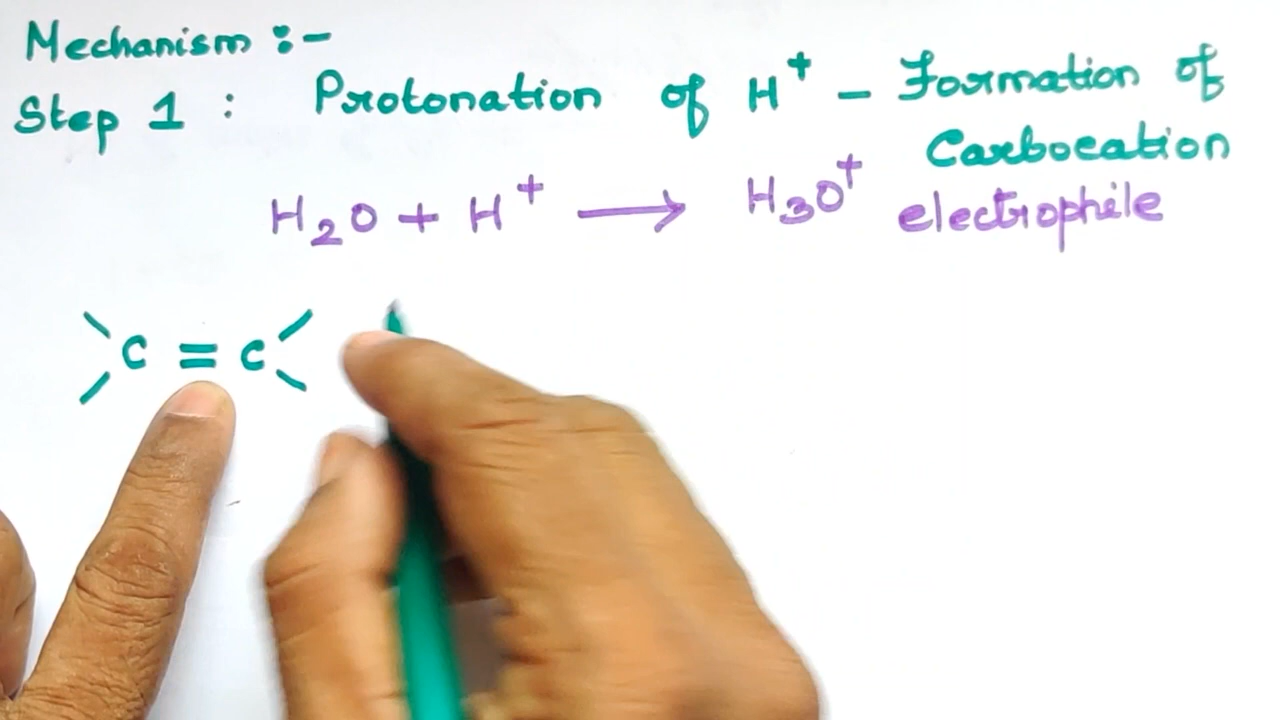 Mechanism :-
Step 1 : Protonation of H⁺ - Formation of
Carbocation
H₂O + H⁺ → H₃O⁺ electrophile
C = C